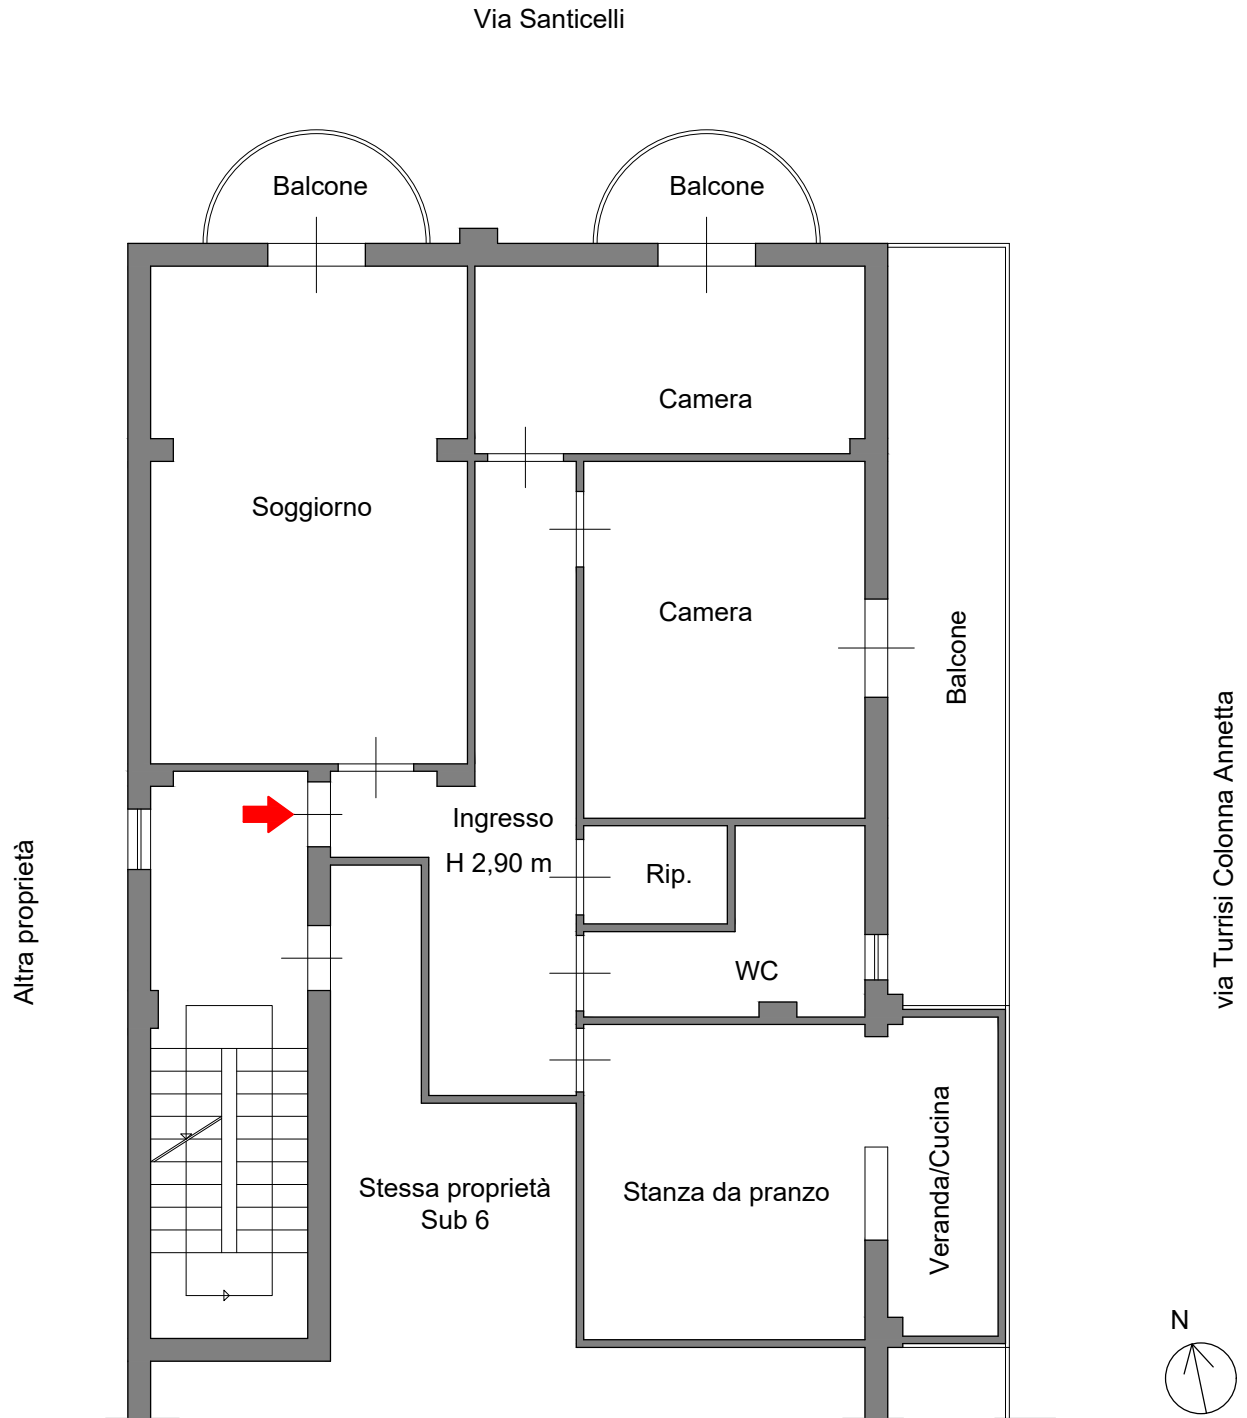 Via Santicelli
Balcone
Balcone
Camera
Soggiorno
Camera
Balcone
via Turrisi Colonna Annetta
Ingresso
H 2,90 m
Rip.
Altra proprietà
WC
Veranda/Cucina
Stessa proprietà
Sub 6
Stanza da pranzo
N